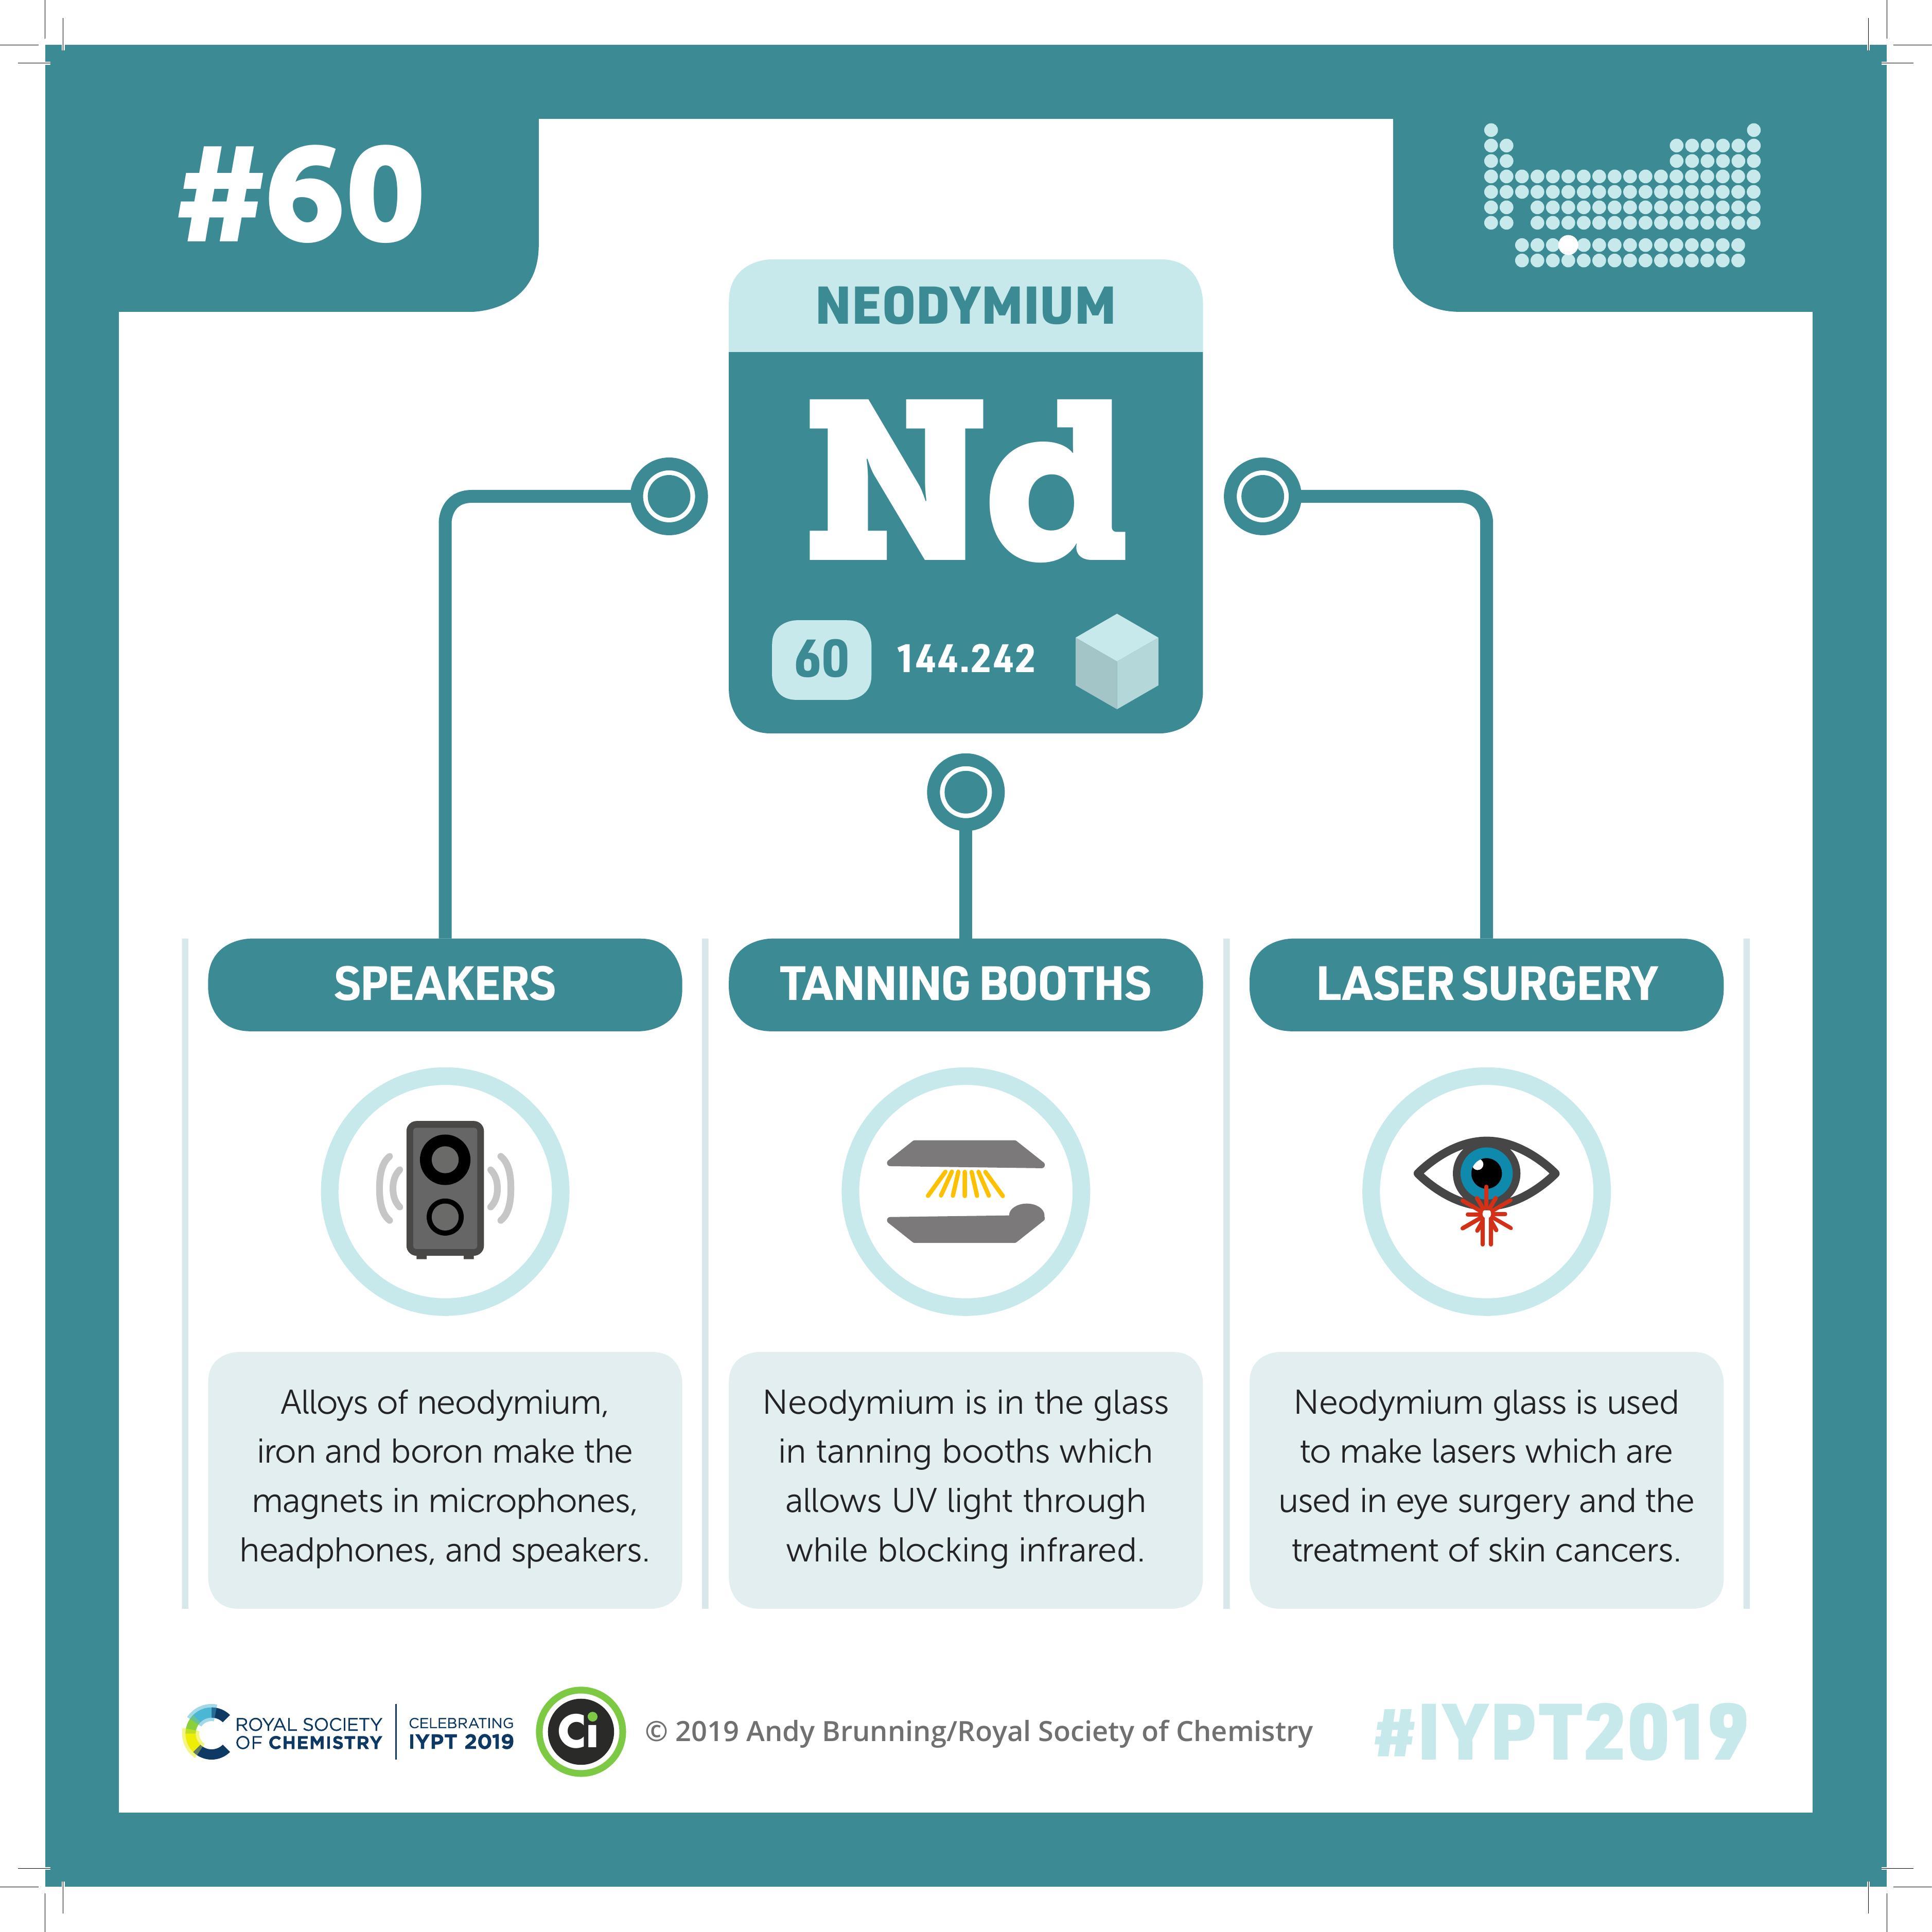 #60
NEODYMIUM
Nd
60 144.242
SPEAKERS
Alloys of neodymium,
iron and boron make the
magnets in microphones,
headphones, and speakers.
TANNING BOOTHS
Neodymium is in the glass
in tanning booths which
allows UV light through
while blocking infrared.
LASER SURGERY
Neodymium glass is used
to make lasers which are
used in eye surgery and the
treatment of skin cancers.
ROYAL SOCIETY
OF CHEMISTRY
CELEBRATING
IYPT 2019
Ci
© 2019 Andy Brunning/Royal Society of Chemistry
#IYPT2019